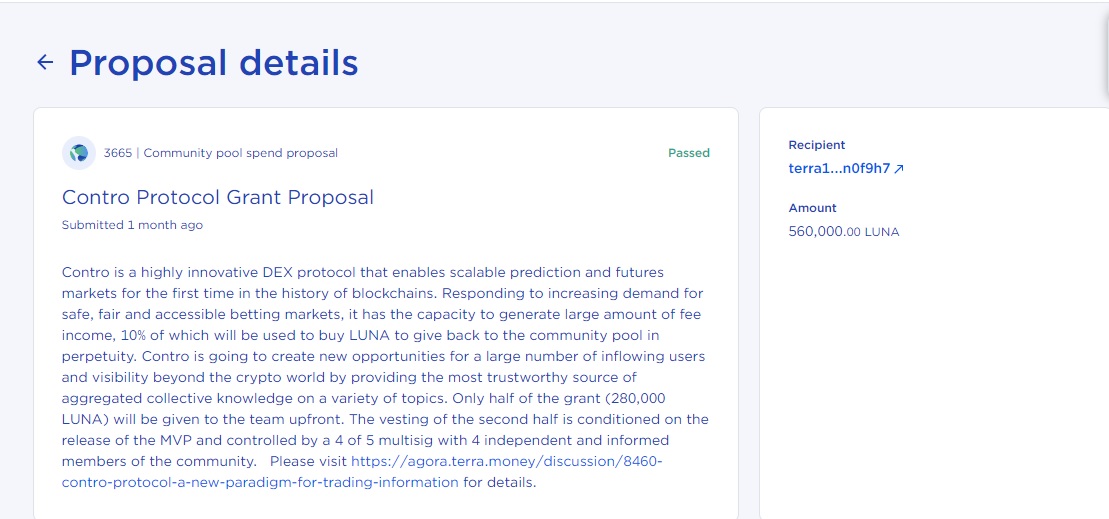 ← Proposal details
3665 | Community pool spend proposal
Passed
Contro Protocol Grant Proposal
Submitted 1 month ago
Contro is a highly innovative DEX protocol that enables scalable prediction and futures
markets for the first time in the history of blockchains. Responding to increasing demand for
safe, fair and accessible betting markets, it has the capacity to generate large amount of fee
income, 10% of which will be used to buy LUNA to give back to the community pool in
perpetuity. Contro is going to create new opportunities for a large number of inflowing users
and visibility beyond the crypto world by providing the most trustworthy source of
aggregated collective knowledge on a variety of topics. Only half of the grant (280,000
LUNA) will be given to the team upfront. The vesting of the second half is conditioned on the
release of the MVP and controlled by a 4 of 5 multisig with 4 independent and informed
members of the community.   Please visit https://agora.terra.money/discussion/8460-
contro-protocol-a-new-paradigm-for-trading-information for details.
Recipient
terra1...n0f9h7 ↗
Amount
560,000.00 LUNA